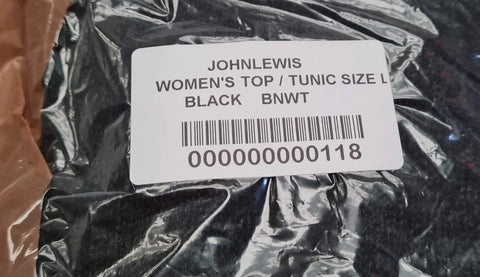 JOHNLEWIS
WOMEN'S TOP / TUNIC SIZE L
BLACK BNWT
000000000118